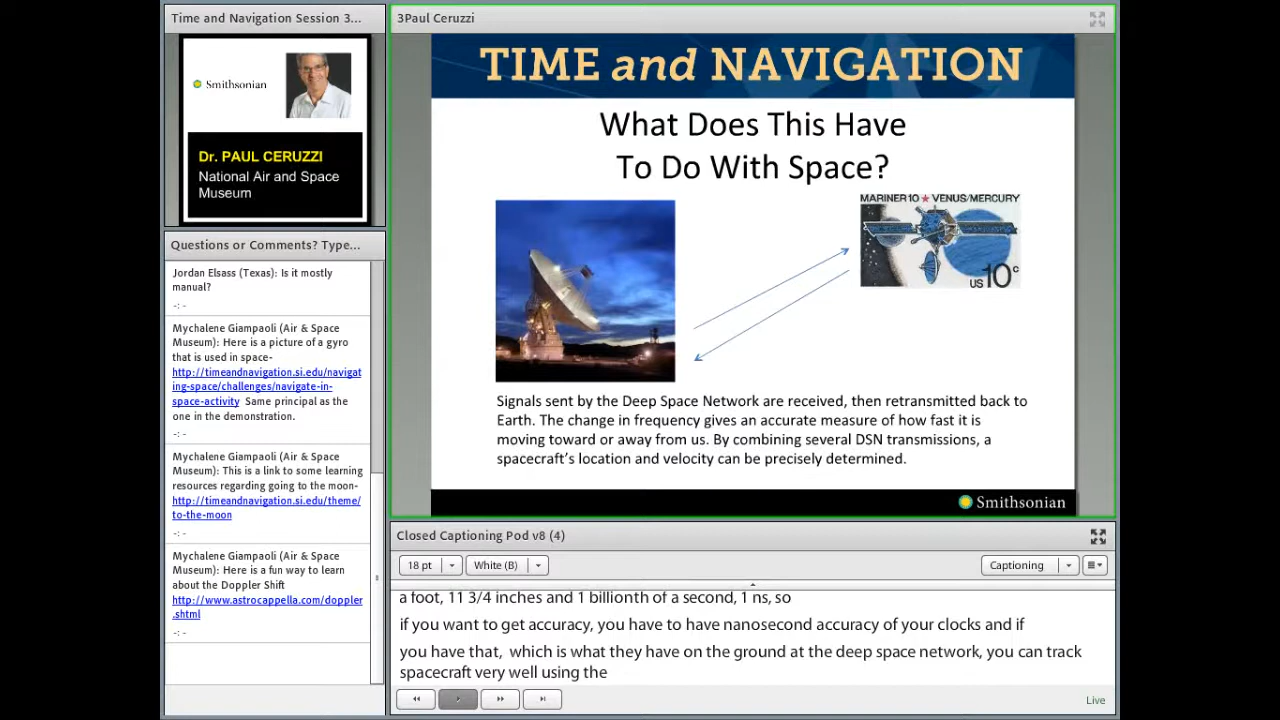 Time and Navigation Session 3...
Smithsonian
Dr. PAUL CERUZZI
National Air and Space
Museum
Questions or Comments? Type...
Jordan Elsass (Texas): Is it mostly
manual?
-: -
Mychalene Giampaoli (Air & Space
Museum): Here is a picture of a gyro
that is used in space-
http://timeandnavigation.si.edu/navigat
ing-space/challenges/navigate-in-
space-activity Same principal as the
one in the demonstration.
-: -
Mychalene Giampaoli (Air & Space
Museum): This is a link to some learning
resources regarding going to the moon-
http://timeandnavigation.si.edu/theme/
to-the-moon
-: -
Mychalene Giampaoli (Air & Space
Museum): Here is a fun way to learn
about the Doppler Shift
http://www.astrocappella.com/doppler
.shtml
-: -
3Paul Ceruzzi
TIME and NAVIGATION
What Does This Have
To Do With Space?
MARINER 10 ★ VENUS/MERCURY
US 10c
Signals sent by the Deep Space Network are received, then retransmitted back to
Earth. The change in frequency gives an accurate measure of how fast it is
moving toward or away from us. By combining several DSN transmissions, a
spacecraft's location and velocity can be precisely determined.
Smithsonian
Closed Captioning Pod v8 (4)
18 pt
White (B)
Captioning
a foot, 11 3/4 inches and 1 billionth of a second, 1 ns, so
if you want to get accuracy, you have to have nanosecond accuracy of your clocks and if
you have that, which is what they have on the ground at the deep space network, you can track
spacecraft very well using the
Live